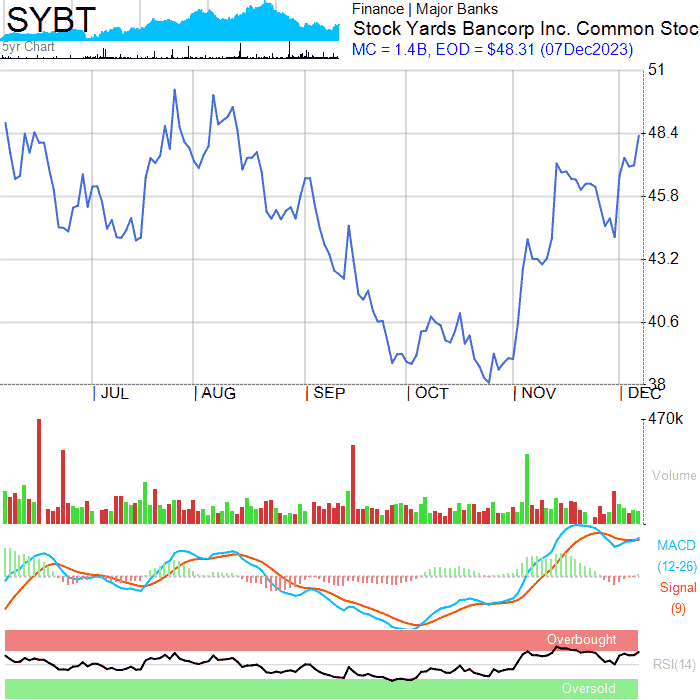 SYBT
5yr Chart
Finance | Major Banks
Stock Yards Bancorp Inc. Common Stoc
MC = 1.4B, EOD = $48.31 (07Dec2023)
51
48.4
45.8
43.2
40.6
38
JUL AUG SEP OCT NOV DEC
470k
Volume
MACD
(12-26)
Signal
(9)
Overbought
RSI(14)
Oversold